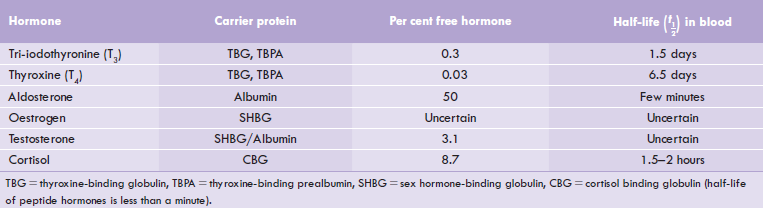 Hormone Carrier protein Per cent free hormone Half-life (t1/2) in blood
Tri-iodothyronine (T3) TBG, TBPA 0.3 1.5 days
Thyroxine (T4) TBG, TBPA 0.03 6.5 days
Aldosterone Albumin 50 Few minutes
Oestrogen SHBG Uncertain Uncertain
Testosterone SHBG/Albumin 3.1 Uncertain
Cortisol CBG 8.7 1.5–2 hours
TBG = thyroxine-binding globulin, TBPA = thyroxine-binding prealbumin, SHBG = sex hormone-binding globulin, CBG = cortisol binding globulin (half-life
of peptide hormones is less than a minute).